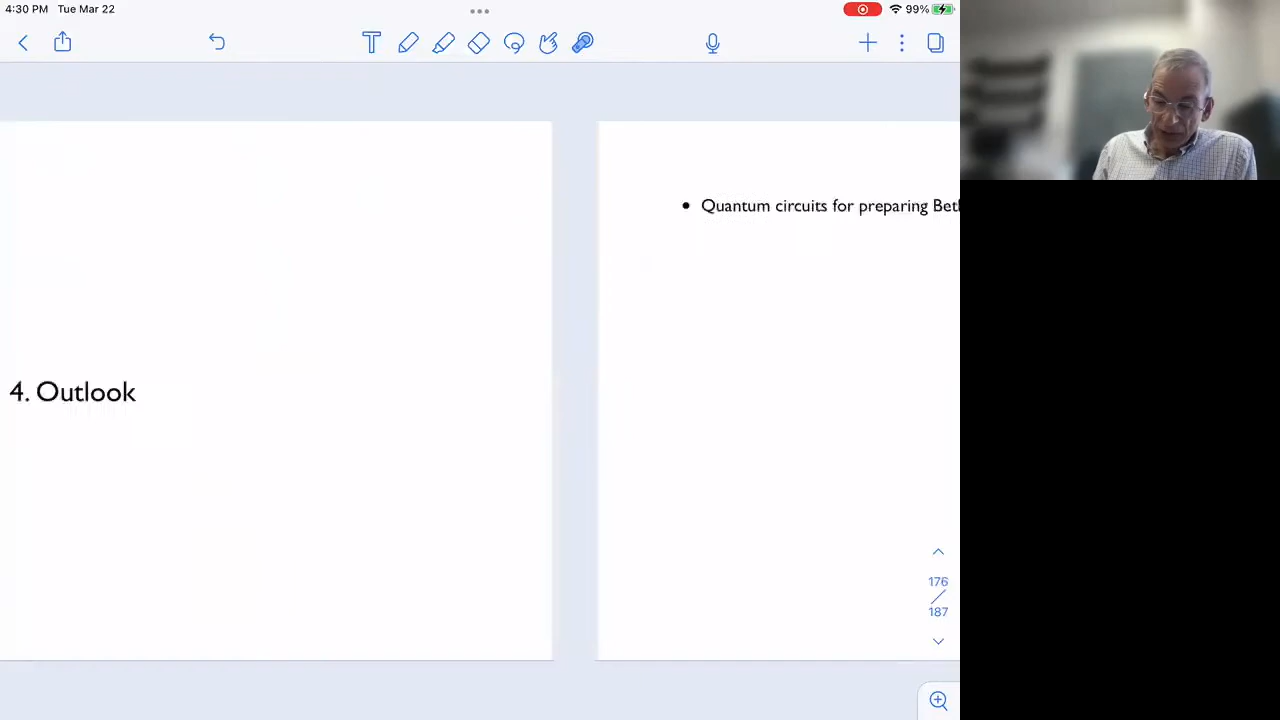 4:30 PM Tue Mar 22
99%
• Quantum circuits for preparing
4. Outlook
176
187